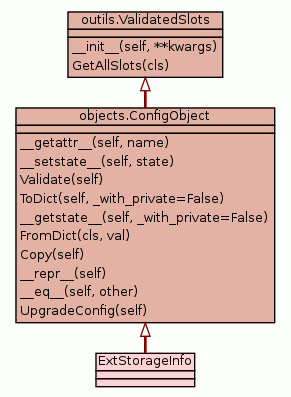 outils.ValidatedSlots
__init__(self, **kwargs)
GetAllSlots(cls)
objects.ConfigObject
__getattr__(self, name)
__setstate__(self, state)
Validate(self)
ToDict(self, _with_private=False)
__getstate__(self, _with_private=False)
FromDict(cls, val)
Copy(self)
__repr__(self)
__eq__(self, other)
UpgradeConfig(self)
ExtStorageInfo